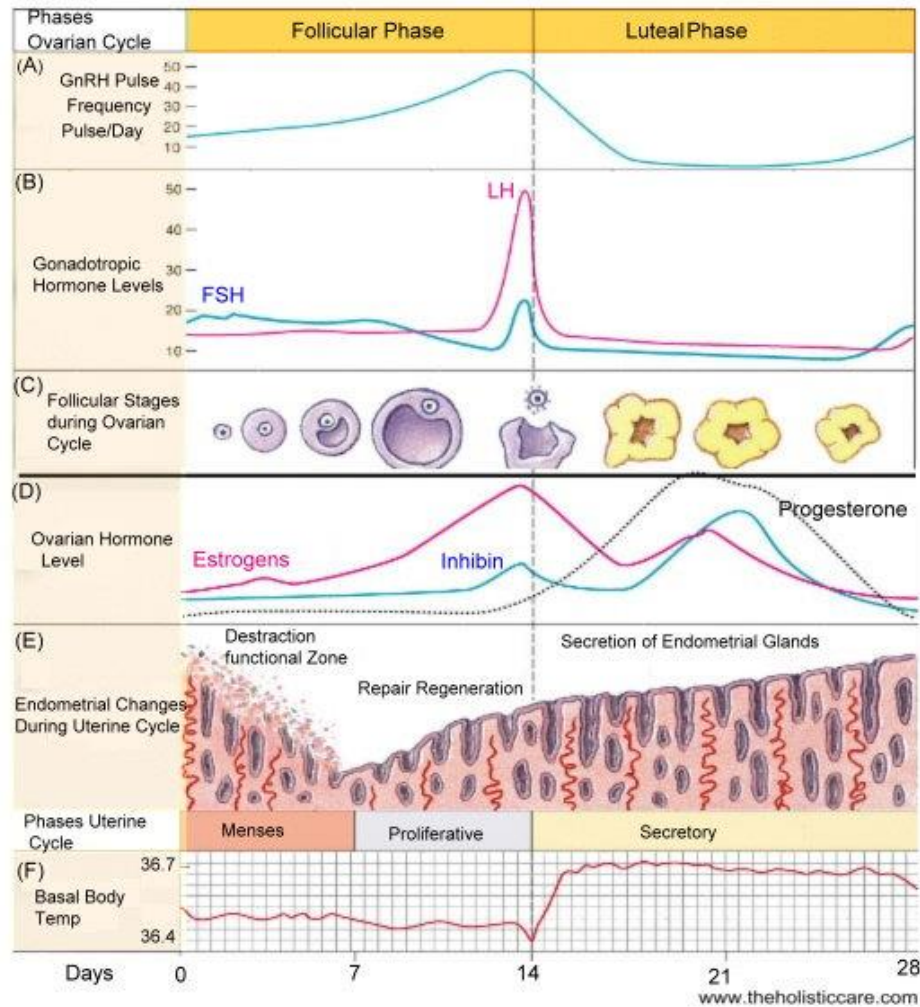 Phases
Ovarian Cycle
Follicular Phase
Luteal Phase
(A)
GnRH Pulse
Frequency
Pulse/Day
50
40
30
20
10
(B)
Gonadotropic
Hormone Levels
50
40
30
20
10
LH
FSH
(C)
Follicular Stages
during Ovarian
Cycle
(D)
Ovarian Hormone
Level
Estrogens
Inhibin
Progesterone
(E)
Endometrial Changes
During Uterine Cycle
Destraction
functional Zone
Repair Regeneration
Secretion of Endometrial Glands
Phases Uterine
Cycle
Menses
Proliferative
Secretory
(F)
Basal Body
Temp
36.7
36.4
Days
0
7
14
21
28
www.theholisticcare.com